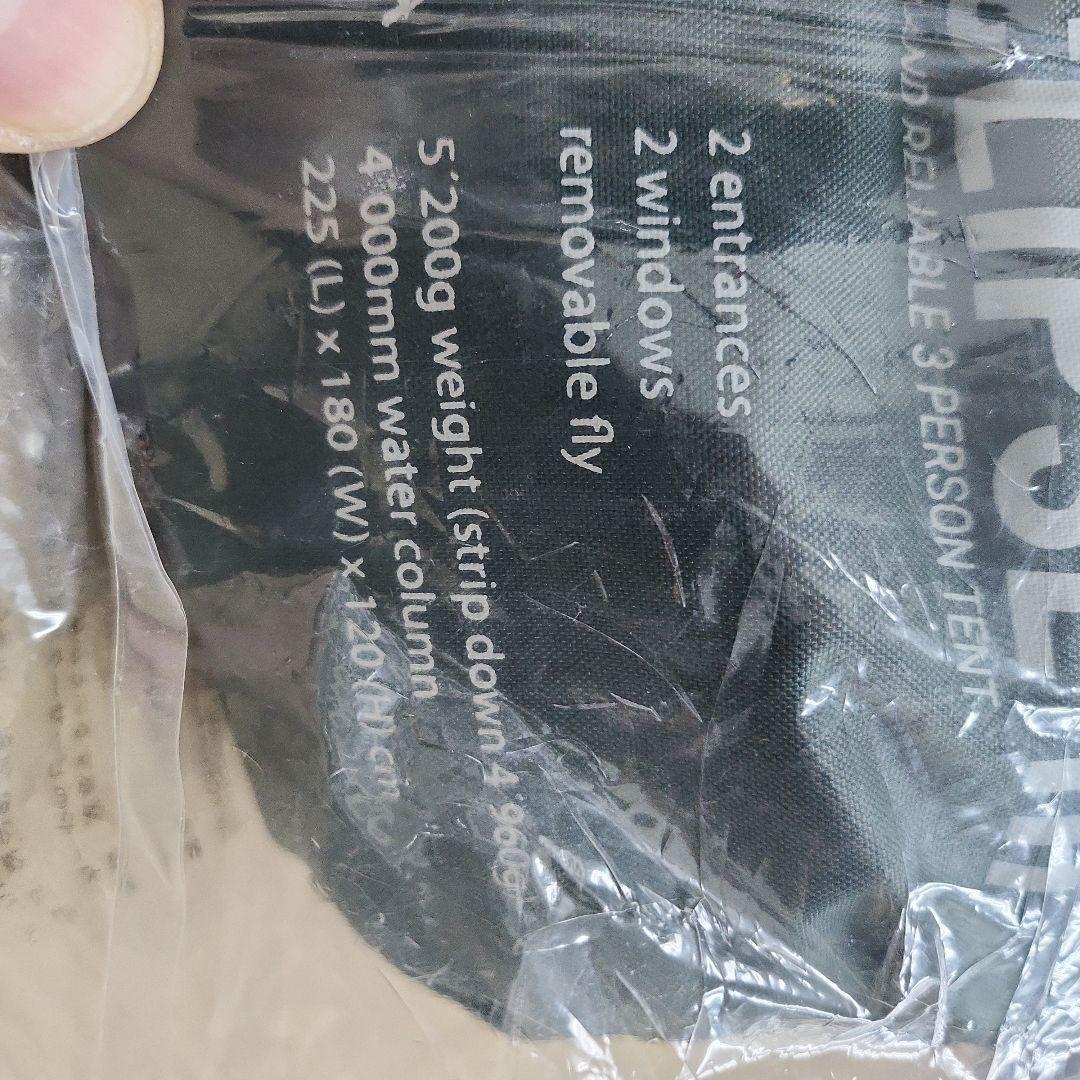 ND RELIABLE 3 PERSON TENT
2 entrances
2 windows
removable fly
5˙200g weight (strip down 4˙960g)
4˙000mm water column
225 (L) x 180 (W) x 120 (H) cm